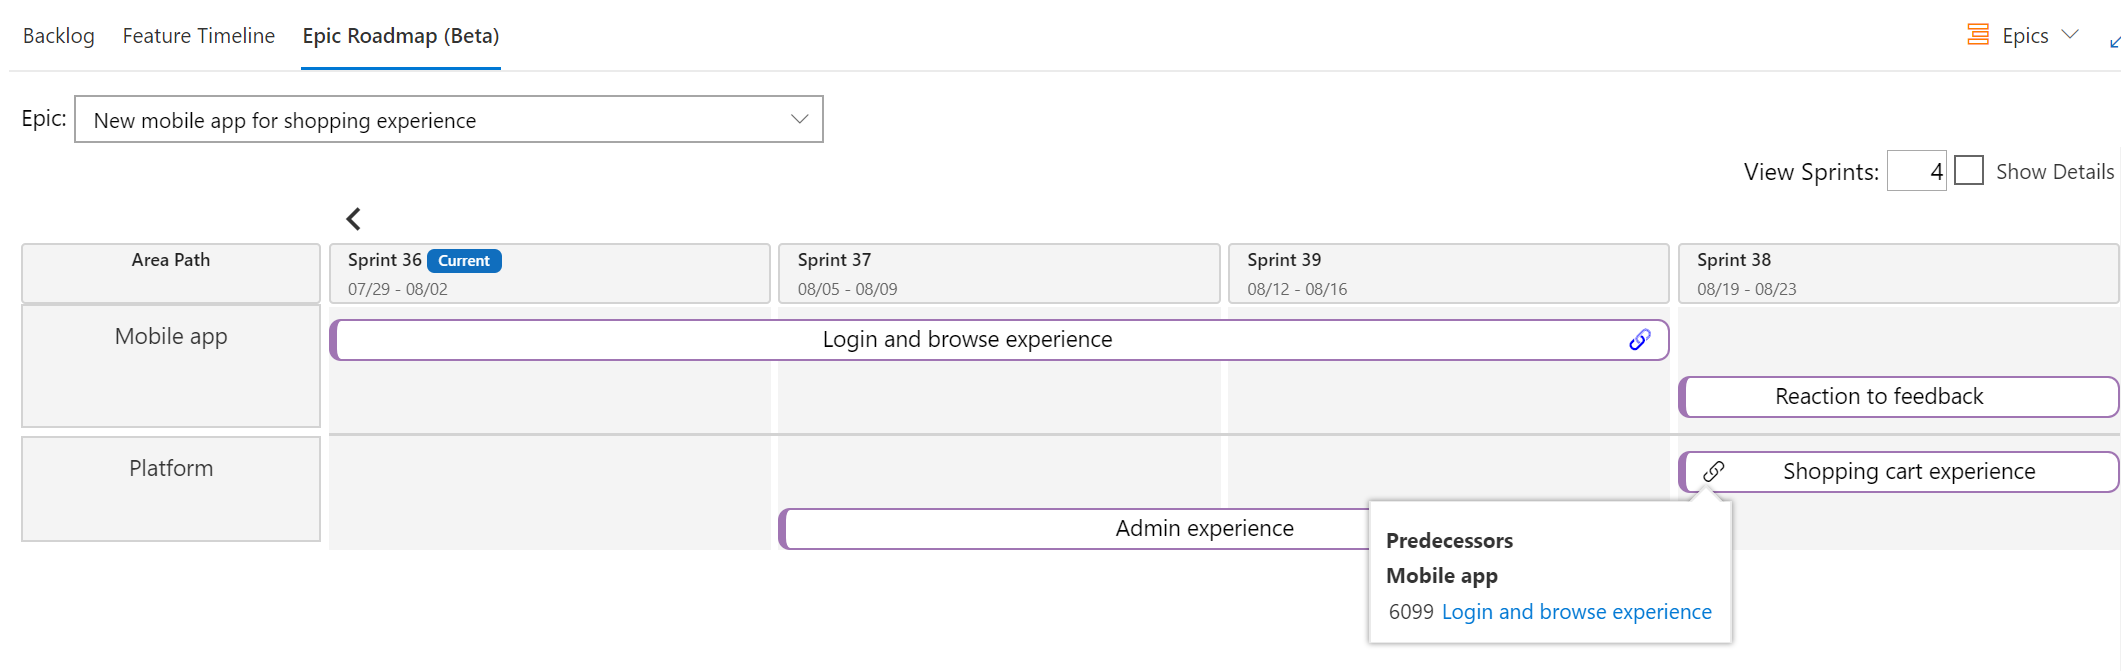 Backlog Feature Timeline Epic Roadmap (Beta) Epics
Epic: New mobile app for shopping experience
View Sprints: 4 Show Details
Area Path Sprint 36 Current Sprint 37 Sprint 39 Sprint 38
07/29 - 08/02 08/05 - 08/09 08/12 - 08/16 08/19 - 08/23
Mobile app Login and browse experience
Reaction to feedback
Platform Shopping cart experience
Admin experience
Predecessors
Mobile app
6099 Login and browse experience